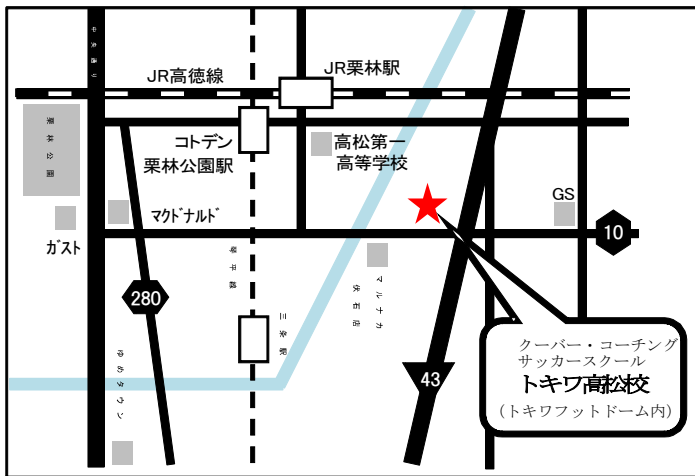 中央通り
JR高徳線
JR栗林駅
栗林公園
コトデン
栗林公園駅
高松第一
高等学校
マクドナルド
ガスト
GS
10
琴平線
マルナカ
伏石店
280
三条駅
43
ゆめタウン
クーバー・コーチング
サッカースクール
トキワ高松校
(トキワフットドーム内)